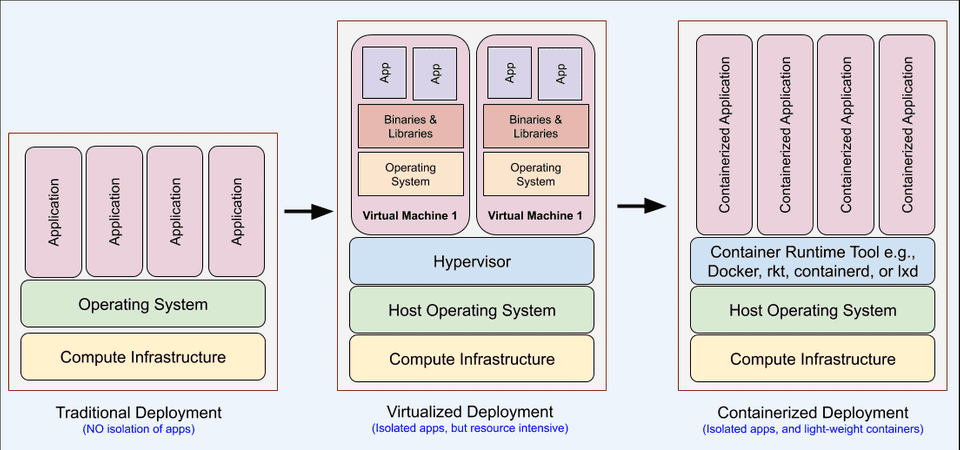 Application
Application
Application
Application
Operating System
Compute Infrastructure
Traditional Deployment
(NO isolation of apps)
App
App
Binaries &
Libraries
Operating
System
Virtual Machine 1
App
App
Binaries &
Libraries
Operating
System
Virtual Machine 1
Hypervisor
Host Operating System
Compute Infrastructure
Virtualized Deployment
(Isolated apps, but resource intensive)
Containerized Application
Containerized Application
Containerized Application
Containerized Application
Container Runtime Tool e.g.,
Docker, rkt, containerd, or lxd
Host Operating System
Compute Infrastructure
Containerized Deployment
(Isolated apps, and light-weight containers)